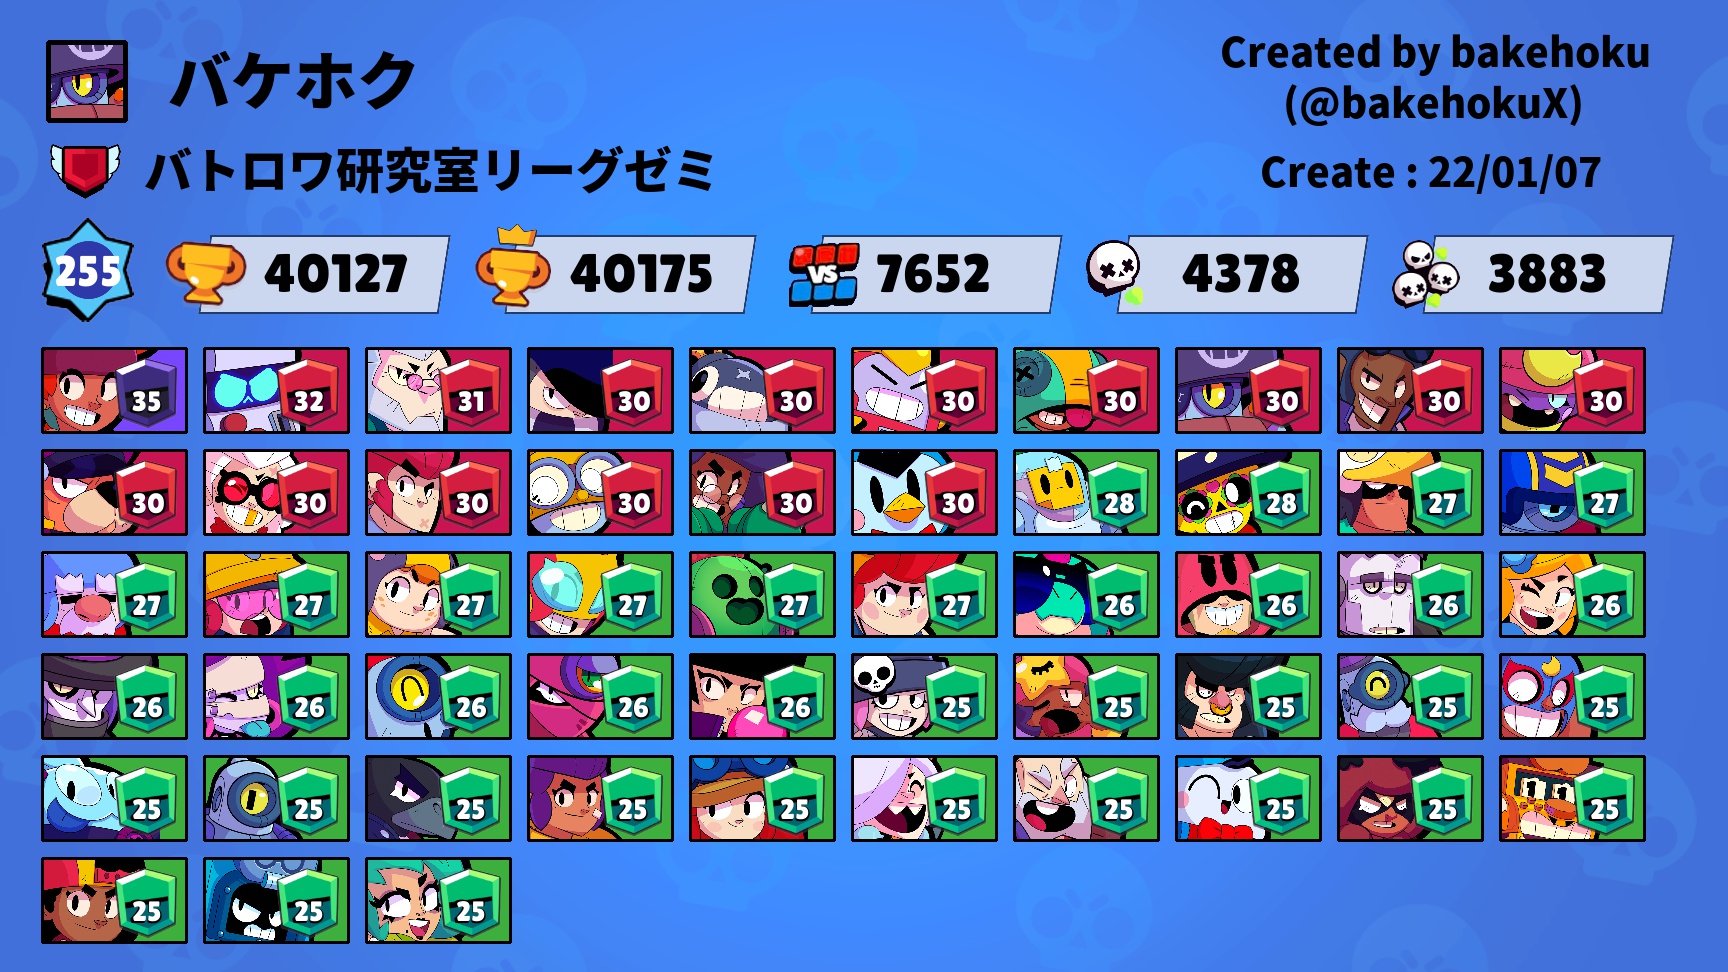 バケホク
Created by bakehoku
(@bakehokuX)
バトロワ研究室リーグゼミ
Create : 22/01/07
255 40127 40175 VS 7652 4378 3883
35 32 31 30 30 30 30 30 30 30
30 30 30 30 30 30 28 28 27 27
27 27 27 27 27 27 26 26 26 26
26 26 26 26 26 25 25 25 25 25
25 25 25 25 25 25 25 25 25 25
25 25 25